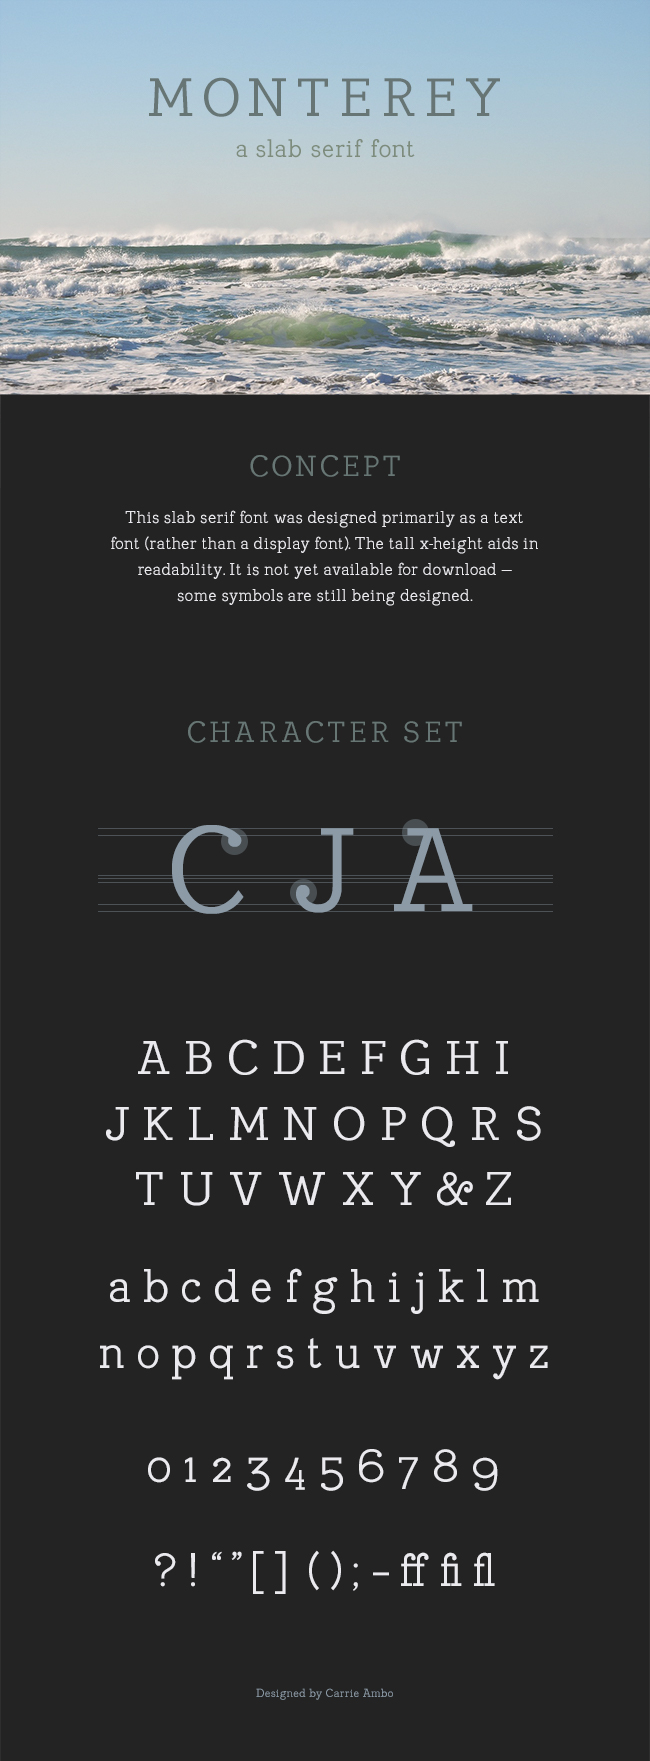 MONTEREY
a slab serif font
CONCEPT
This slab serif font was designed primarily as a text
font (rather than a display font). The tall x-height aids in
readability. It is not yet available for download —
some symbols are still being designed.
CHARACTER SET
C J A
A B C D E F G H I
J K L M N O P Q R S
T U V W X Y & Z
a b c d e f g h i j k l m
n o p q r s t u v w x y z
0 1 2 3 4 5 6 7 8 9
? ! “ ” [ ] ( ) ; - ff fi fl
Designed by Carrie Ambo